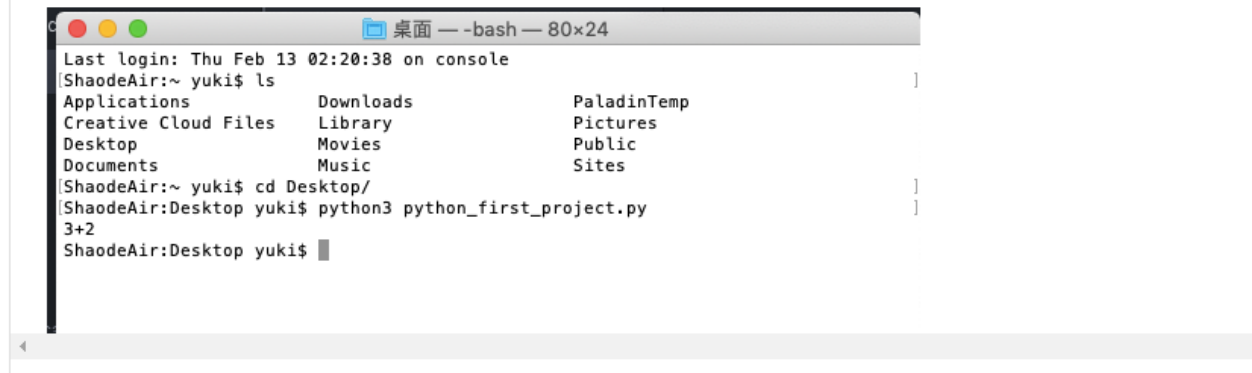 桌面 — -bash — 80×24
Last login: Thu Feb 13 02:20:38 on console
[ShaodeAir:~ yuki$ ls ]
Applications Downloads PaladinTemp
Creative Cloud Files Library Pictures
Desktop Movies Public
Documents Music Sites
[ShaodeAir:~ yuki$ cd Desktop/ ]
[ShaodeAir:Desktop yuki$ python3 python_first_project.py ]
3+2
ShaodeAir:Desktop yuki$